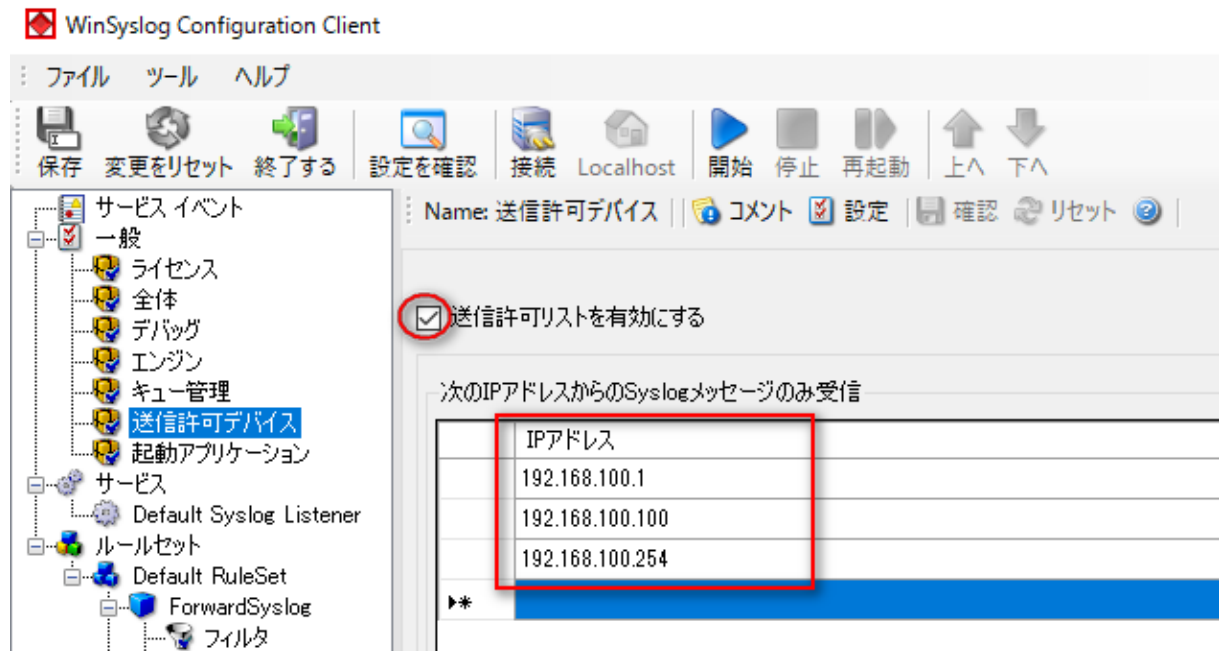 WinSyslog Configuration Client
ファイル ツール ヘルプ
保存 変更をリセット 終了する 設定を確認 接続 Localhost 開始 停止 再起動 上へ 下へ
サービス イベント
一般
ライセンス
全体
デバッグ
エンジン
キュー管理
送信許可デバイス
起動アプリケーション
サービス
Default Syslog Listener
ルールセット
Default RuleSet
ForwardSyslog
フィルタ
Name: 送信許可デバイス コメント 設定 確認 リセット
送信許可リストを有効にする
次のIPアドレスからのSyslogメッセージのみ受信
IPアドレス
192.168.100.1
192.168.100.100
192.168.100.254